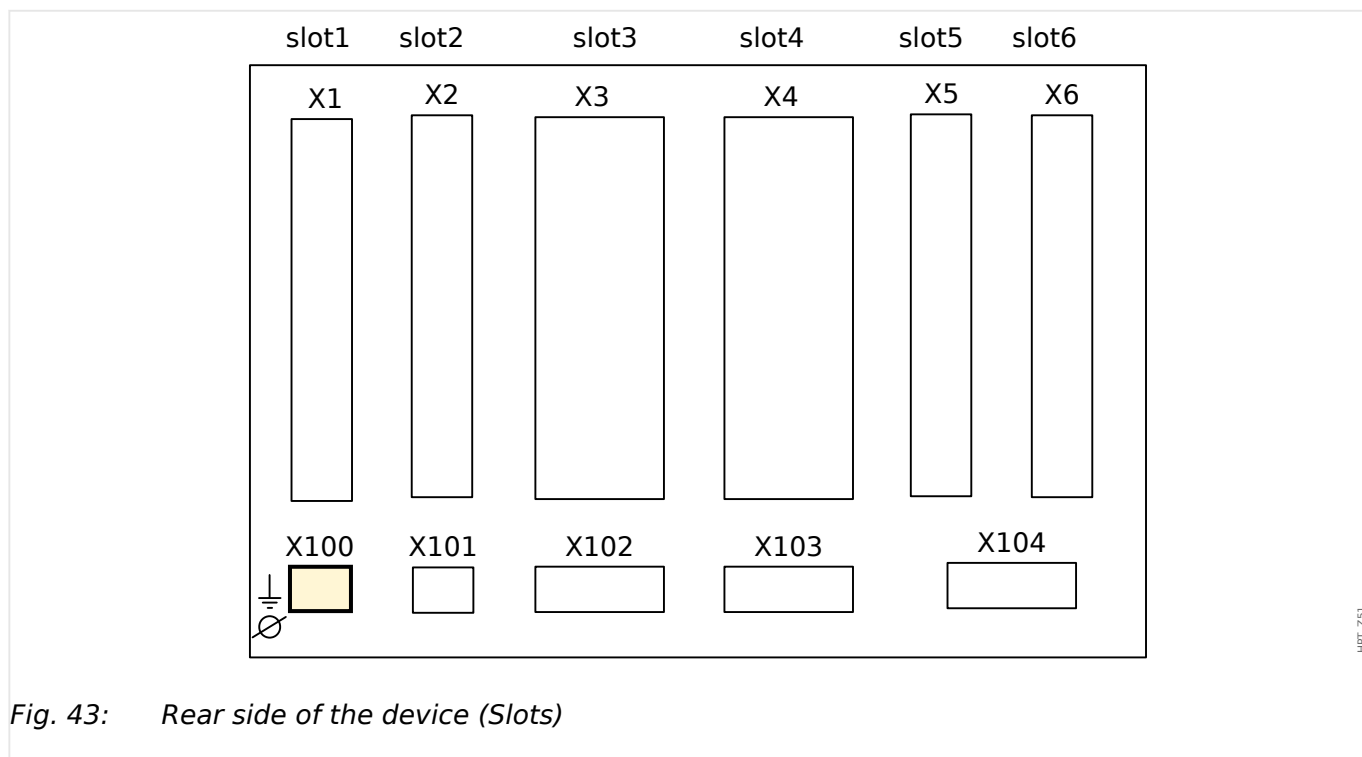 slot1 slot2 slot3 slot4 slot5 slot6
X1 X2 X3 X4 X5 X6
X100 X101 X102 X103 X104
Fig. 43: Rear side of the device (Slots)